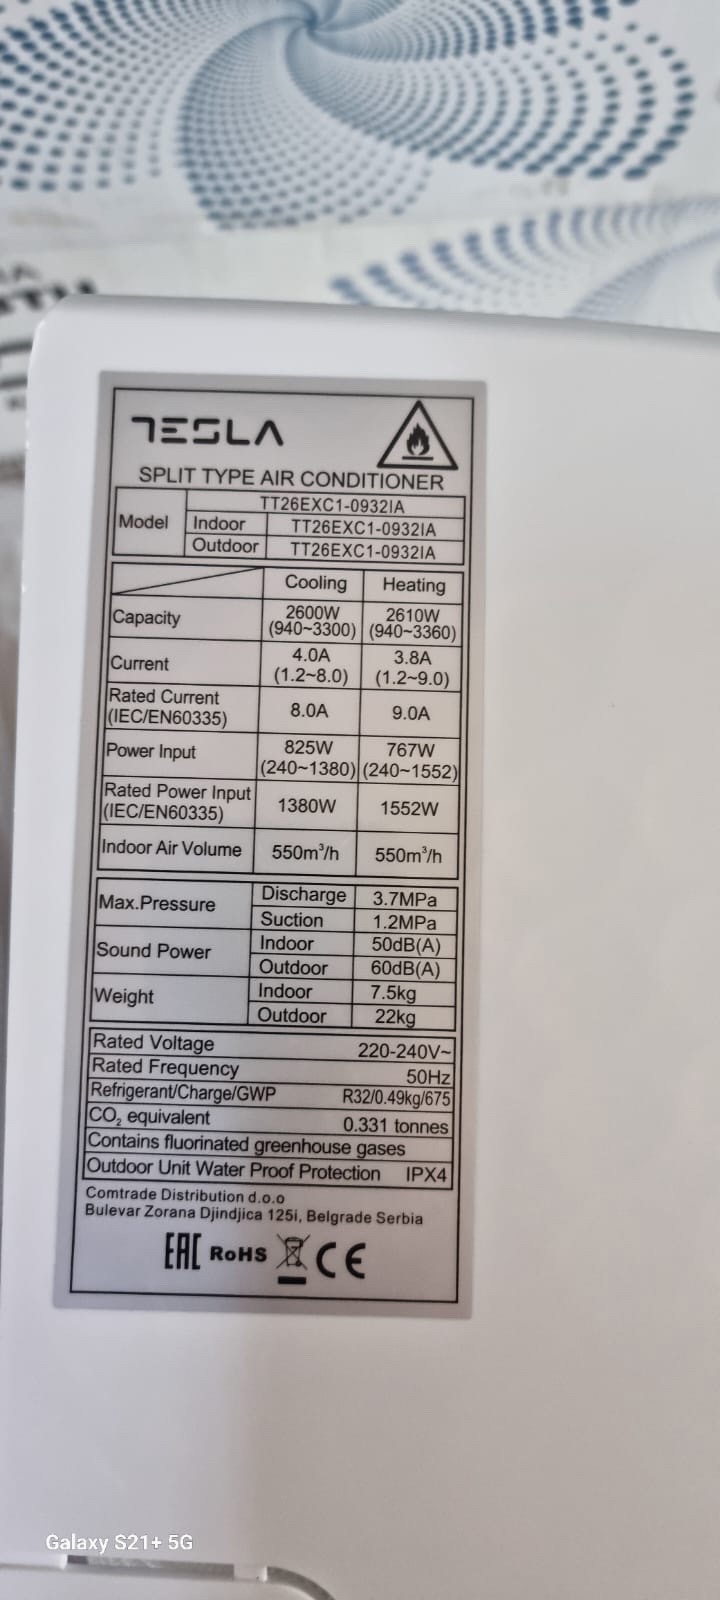 TESLA
SPLIT TYPE AIR CONDITIONER
Model TT26EXC1-0932IA
Indoor TT26EXC1-0932IA
Outdoor TT26EXC1-0932IA
Cooling Heating
Capacity 2600W (940~3300) 2610W (940~3360)
Current 4.0A (1.2~8.0) 3.8A (1.2~9.0)
Rated Current (IEC/EN60335) 8.0A 9.0A
Power Input 825W (240~1380) 767W (240~1552)
Rated Power Input (IEC/EN60335) 1380W 1552W
Indoor Air Volume 550m³/h 550m³/h
Max.Pressure Discharge 3.7MPa
Suction 1.2MPa
Sound Power Indoor 50dB(A)
Outdoor 60dB(A)
Weight Indoor 7.5kg
Outdoor 22kg
Rated Voltage 220-240V~
Rated Frequency 50Hz
Refrigerant/Charge/GWP R32/0.49kg/675
CO₂ equivalent 0.331 tonnes
Contains fluorinated greenhouse gases
Outdoor Unit Water Proof Protection IPX4
Comtrade Distribution d.o.o
Bulevar Zorana Djindjica 125i, Belgrade Serbia
EAC RoHS CE
Galaxy S21+ 5G